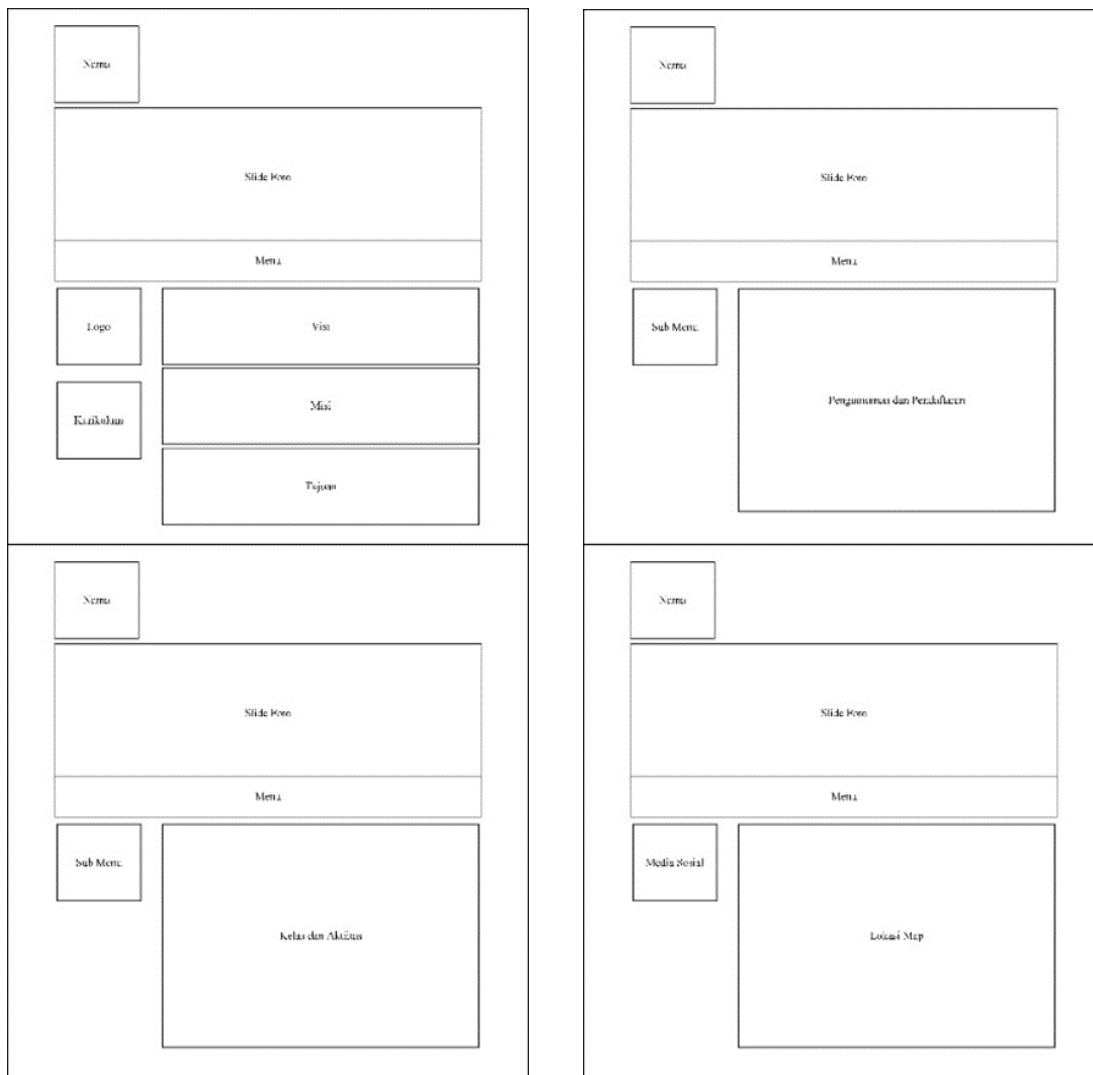 Nama
Slide Foto
Menu
Logo
Visi
Kurikulum
Misi
Tujuan
Nama
Slide Foto
Menu
Sub Menu
Pengumuman dan Pendaftaran
Nama
Slide Foto
Menu
Sub Menu
Kelas dan Aktifitas
Nama
Slide Foto
Menu
Media Sosial
Lokasi Map